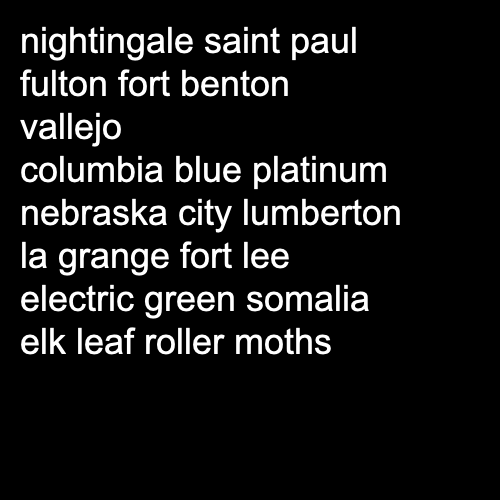 nightingale saint paul
fulton fort benton
vallejo
columbia blue platinum
nebraska city lumberton
la grange fort lee
electric green somalia
elk leaf roller moths